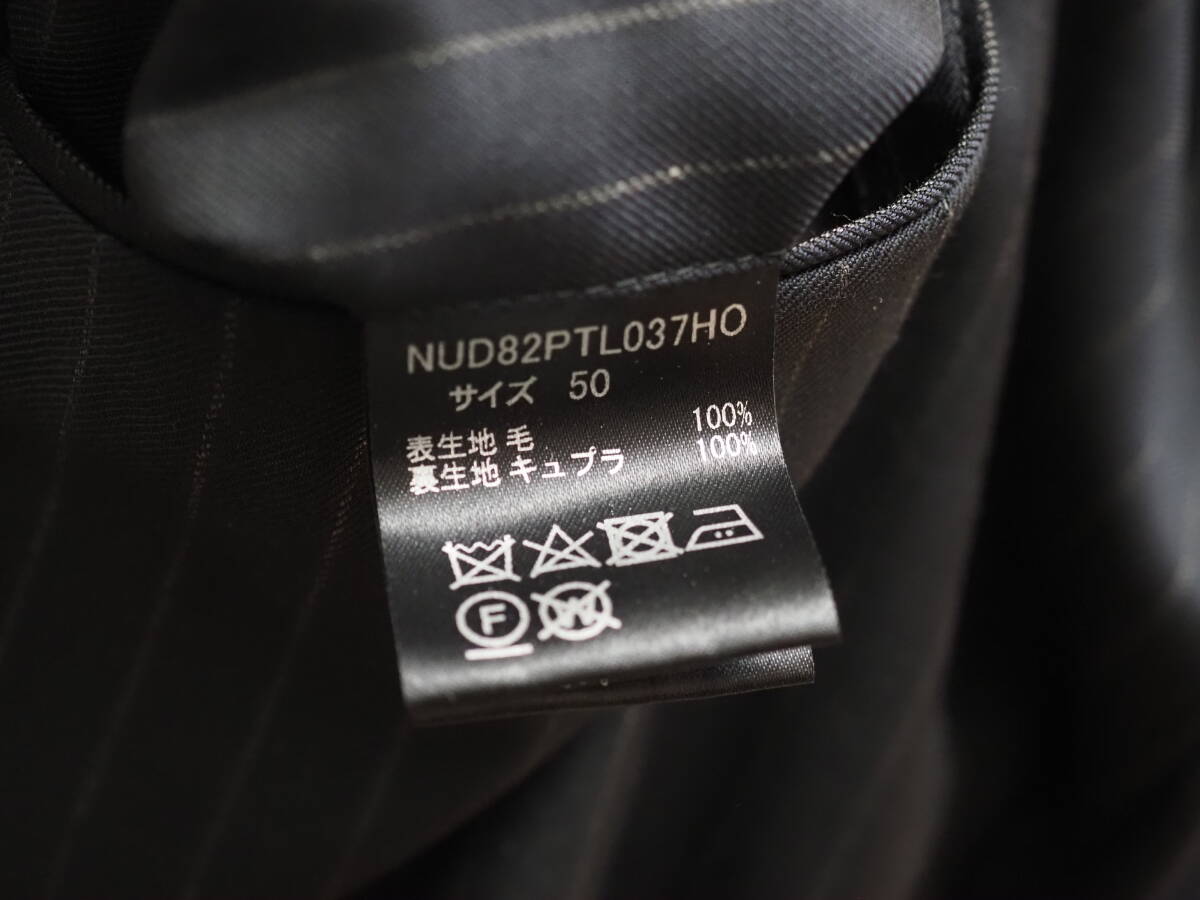 NUD82PTL037HO
サイズ 50
表生地 毛 100%
裏生地 キュプラ 100%
F W